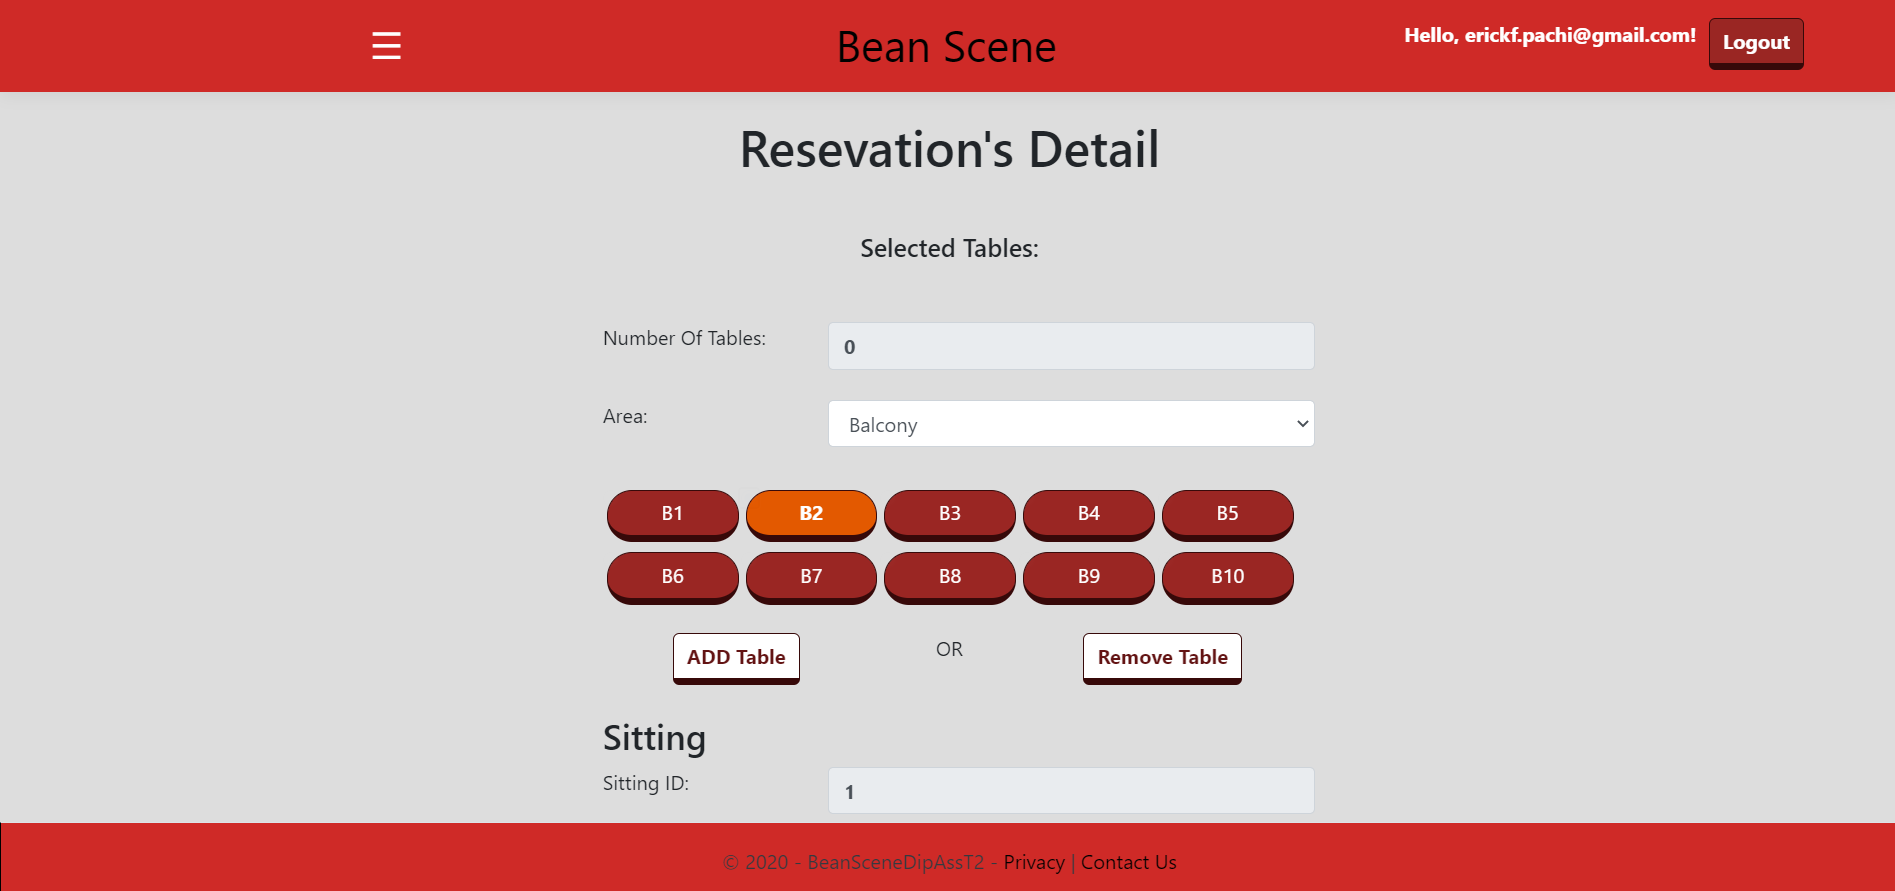 ☰ Bean Scene Hello, erickf.pachi@gmail.com! Logout
Resevation's Detail
Selected Tables:
Number Of Tables: 0
Area: Balcony
B1 B2 B3 B4 B5
B6 B7 B8 B9 B10
ADD Table OR Remove Table
Sitting
Sitting ID: 1
© 2020 - BeanSceneDipAssT2 - Privacy | Contact Us